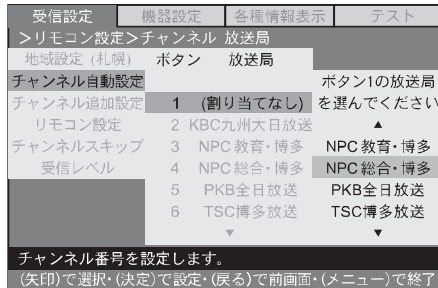 受信設定 機器設定 各種情報表示 テスト
>リモコン設定>チャンネル 放送局
地域設定 (札幌) ボタン 放送局
チャンネル自動設定 ボタン1の放送局
チャンネル追加設定 1 (割り当てなし) を選んでください
リモコン設定 2 KBC九州大日放送 ▲
チャンネルスキップ 3 NPC教育・博多 NPC教育・博多
受信レベル 4 NPC総合・博多 NPC総合・博多
5 PKB全日放送 PKB全日放送
6 TSC博多放送 TSC博多放送
▼ ▼
チャンネル番号を設定します。
(矢印)で選択・(決定)で設定・(戻る)で前画面・(メニュー)で終了